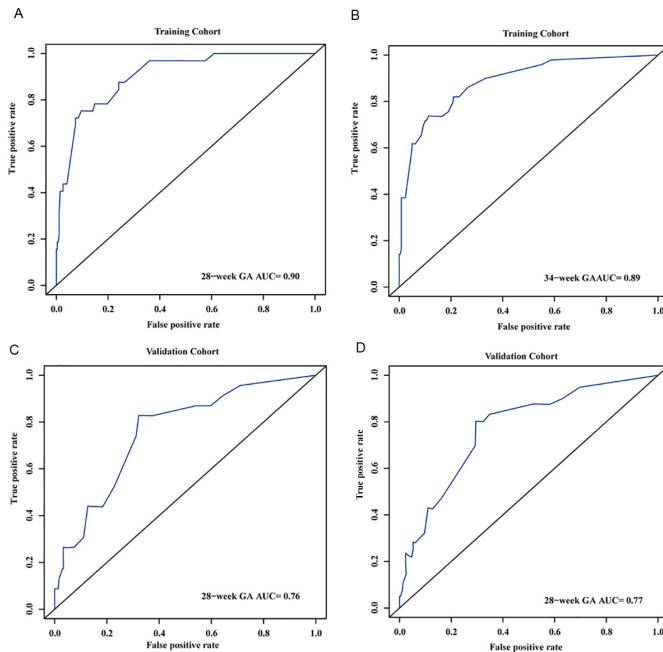 A
Training Cohort
True positive rate
1.0
0.8
0.6
0.4
0.2
0.0
28-week GA AUC= 0.90
0.0 0.2 0.4 0.6 0.8 1.0
False positive rate
B
Training Cohort
True positive rate
1.0
0.8
0.6
0.4
0.2
0.0
34-week GAAUC= 0.89
0.0 0.2 0.4 0.6 0.8 1.0
False positive rate
C
Validation Cohort
True positive rate
1.0
0.8
0.6
0.4
0.2
0.0
28-week GA AUC= 0.76
0.0 0.2 0.4 0.6 0.8 1.0
False positive rate
D
Validation Cohort
True positive rate
1.0
0.8
0.6
0.4
0.2
0.0
28-week GA AUC= 0.77
0.0 0.2 0.4 0.6 0.8 1.0
False positive rate